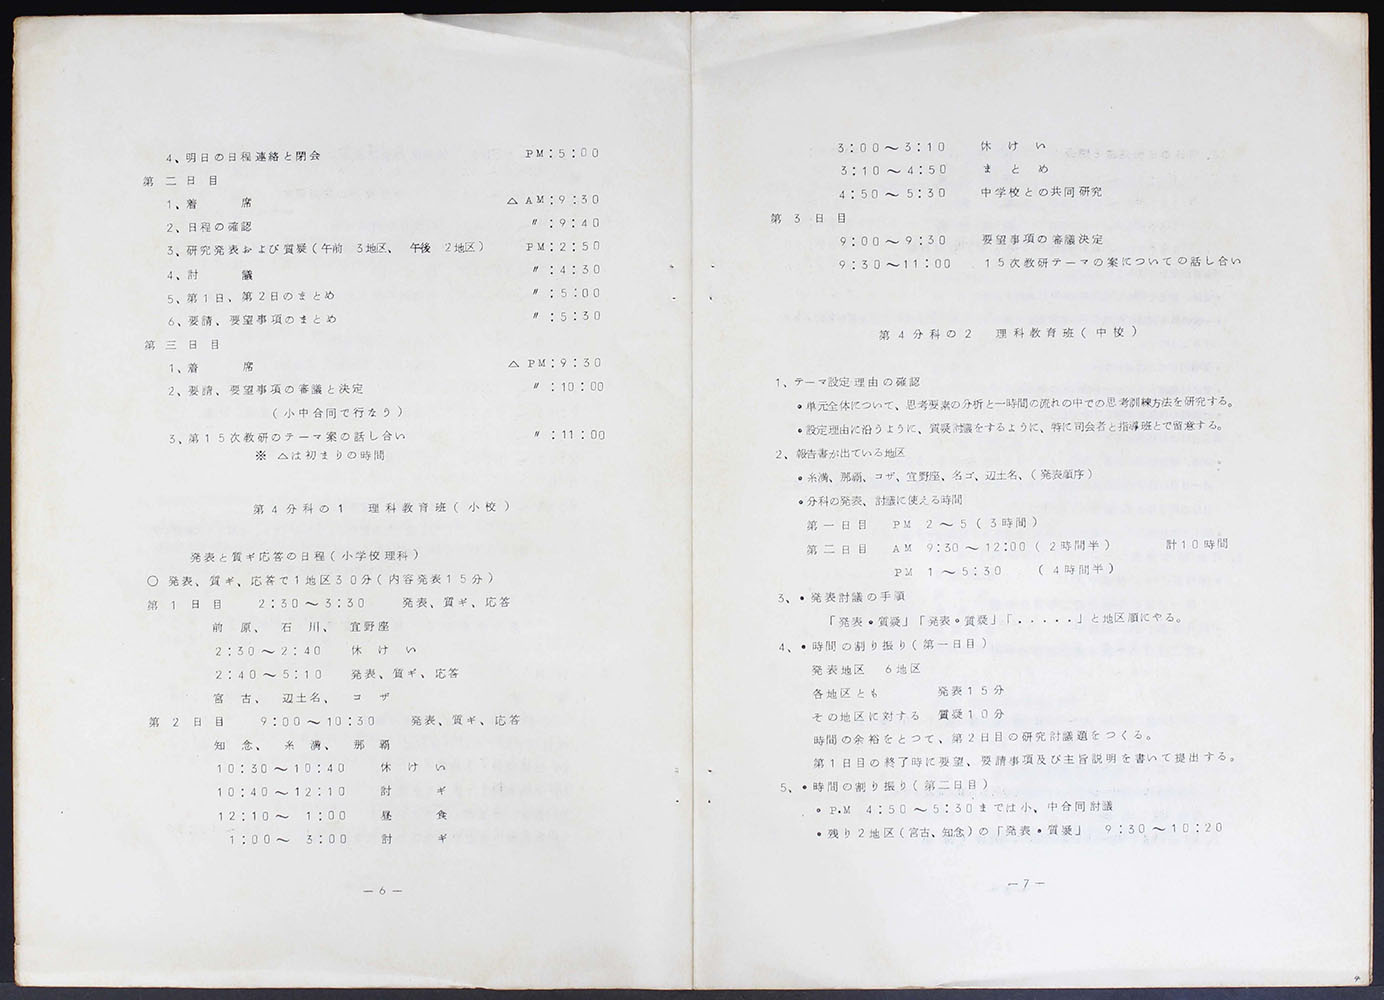 4、明日の日程連絡と閉会　PM：5：00
第二日目
1、着　席　△ AM：9：30
2、日程の確認　〃：9：40
3、研究発表および質疑（午前 3地区、 午後 2地区）　PM：2：50
4、討　議　〃：4：30
5、第1日、第2日のまとめ　〃：5：00
6、要請、要望事項のまとめ　〃：5：30
第三日目
1、着　席　△ PM：9：30
2、要請、要望事項の審議と決定　〃：10：00
（小中合同で行なう）
3、第15次教研のテーマ案の話し合い　〃：11：00
※ △は初まりの時間
第4分科の1　理科教育班（小校）
発表と質ギ応答の日程（小学校理科）
○ 発表、質ギ、応答で1地区30分（内容発表15分）
第1日目　2：30～3：30　発表、質ギ、応答
前原、 石川、 宜野座
2：30～2：40　休けい
2：40～5：10　発表、質ギ、応答
宮古、 辺土名、 コザ
第2日目　9：00～10：30　発表、質ギ、応答
知念、 糸満、 那覇
10：30～10：40　休けい
10：40～12：10　討　ギ
12：10～ 1：00　昼　食
1：00～ 3：00　討　ギ
－6－
3：00～3：10　休けい
3：10～4：50　まとめ
4：50～5：30　中学校との共同研究
第3日目
9：00～9：30　要望事項の審議決定
9：30～11：00　15次教研テーマの案についての話し合い
第4分科の2　理科教育班（中校）
1、テーマ設定理由の確認
•単元全体について、思考要素の分析と一時間の流れの中での思考訓練方法を研究する。
•設定理由に沿うように、質疑討議をするように、特に司会者と指導班とで留意する。
2、報告書が出ている地区
•糸満、那覇、コザ、宜野座、名ゴ、辺土名、（発表順序）
•分科の発表、討議に使える時間
第一日目　PM 2～5（3時間）
第二日目　AM 9：30～12：00（2時間半）　計10時間
PM 1～5：30　（4時間半）
3、•発表討議の手順
「発表•質疑」「発表•質疑」「•••••」と地区順にやる。
4、•時間の割り振り（第一日目）
発表地区　6地区
各地区とも　発表15分
その地区に対する　質疑10分
時間の余裕をとつて、第2日目の研究討議題をつくる。
第1日目の終了時に要望、要請事項及び主旨説明を書いて提出する。
5、•時間の割り振り（第二日目）
•P.M 4：50～5：30までは小、中合同討議
•残り2地区（宮古、知念）の「発表•質疑」　9：30～10：20
－7－